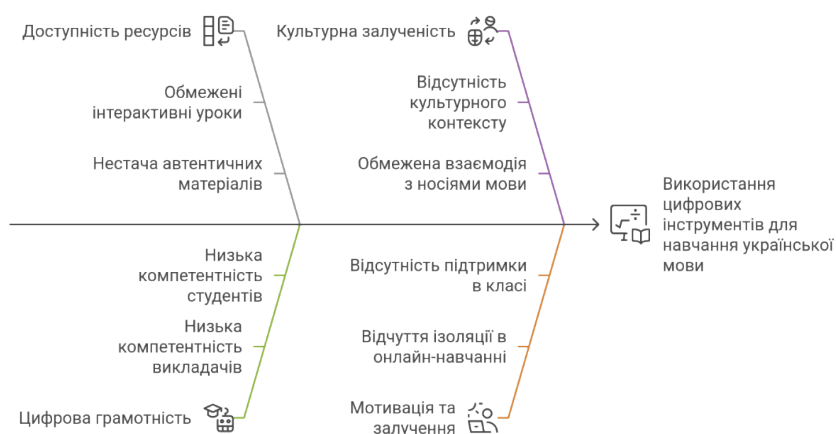 Доступність ресурсів
Обмежені
інтерактивні уроки
Нестача автентичних
матеріалів
Культурна залученість
Відсутність
культурного
контексту
Обмежена взаємодія
з носіями мови
Використання
цифрових
інструментів для
навчання української
мови
Низька
компетентність
студентів
Низька
компетентність
викладачів
Цифрова грамотність
Відсутність підтримки
в класі
Відчуття ізоляції в
онлайн-навчанні
Мотивація та
залучення